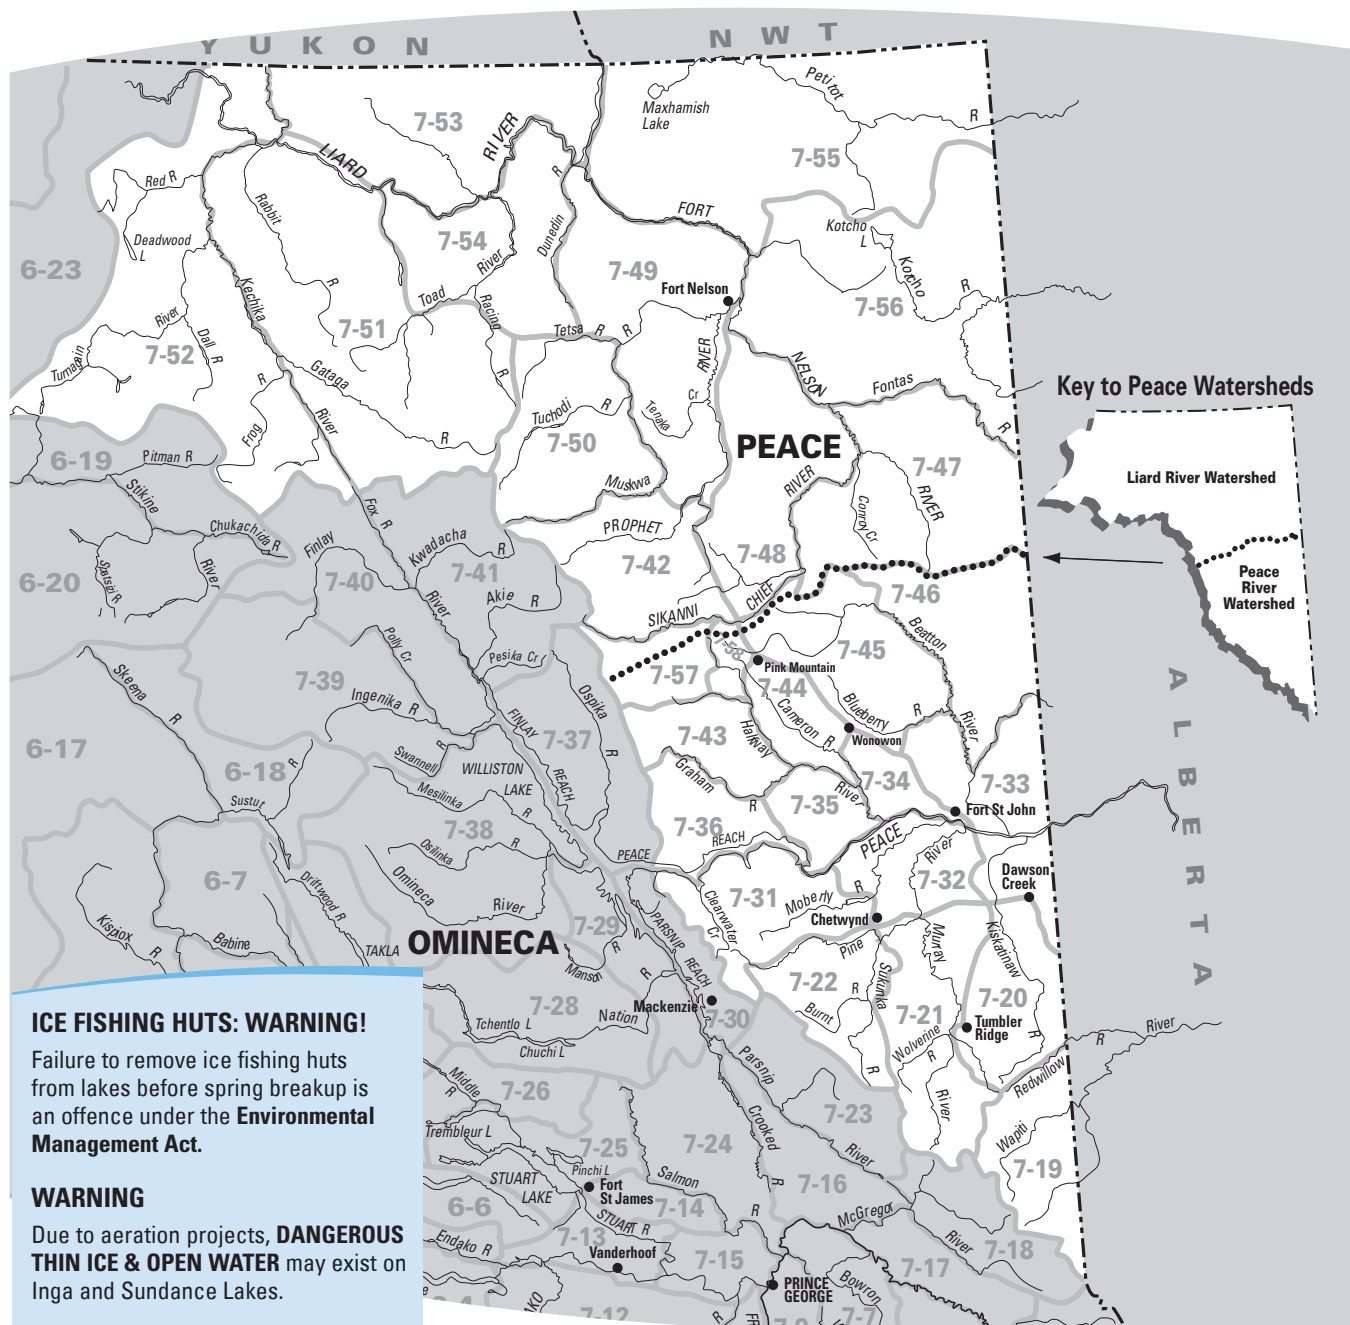 YUKON
NWT
Petitot
R
Maxhamish
Lake
7-53
RIVER
LIARD
7-55
Red R
Rabbit
R
Dunedin
R
FORT
Deadwood
L
Kotcho
L
7-54
River
6-23
7-49
Kotcho
R
Kechika
Toad
Racing
R
Fort Nelson
7-56
River
Dall R
7-51
Tetsa R
R
RIVER
NELSON
7-52
Turnagain
Gataga
R
Fontas
R
Key to Peace Watersheds
R
Frog
River
Tuchodi
R
Tenaka
Cr
7-50
PEACE
6-19
Pitman R
7-47
Liard River Watershed
Stikine
Muskwa
RIVER
Conroy Cr
RIVER
Fox R
Chukachida R
Finlay
Kwadacha
R
PROPHET
6-20
Spatsizi R
River
7-40
7-41
7-42
7-48
Peace
River
Watershed
River
Akie R
CHIEF
7-46
SIKANNI
Beatton
Polly Cr
Pesika Cr
7-58
7-45
Skeena
R
7-39
7-57
Pink Mountain
7-44
ALBERTA
Ingenika R
Ospika
R
Blueberry
R
Cameron
R
River
6-17
FINLAY
REACH
7-37
7-43
Halfway
Wonowon
Swannell
R
6-18
R
WILLISTON
LAKE
Graham
R
7-34
7-33
Sustut
Mesilinka
R
7-35
River
Fort St John
7-38
7-36
REACH
PEACE
PEACE
River
Osilinka
R
Dawson
Creek
6-7
Driftwood R
Omineca
River
7-31
7-32
Moberly
R
Clearwater
Cr
Chetwynd
Kispiox
R
Babine
TAKLA
OMINECA
7-29
R
PARSNIP
REACH
Pine
Murray
Kiskatinaw
R
Manson
R
7-22
R
Sukunka
R
7-20
Mackenzie
Burnt
7-21
7-28
Nation
7-30
Tumbler
Ridge
ICE FISHING HUTS: WARNING!
Tchentlo L
Wolverine
R
R
River
Failure to remove ice fishing huts
from lakes before spring breakup is
an offence under the Environmental
Management Act.
Chuchi L
Parsnip
River
Redwillow
Middle
R
7-26
River
7-23
Crooked
R
Trembleur L
7-25
7-24
Wapiti
Pinchi L
Salmon
R
7-19
WARNING
STUART
LAKE
Fort
St James
7-16
6-6
7-14
McGregor
River
Due to aeration projects, DANGEROUS
THIN ICE & OPEN WATER may exist on
Inga and Sundance Lakes.
STUART R
Endako R
7-13
7-18
Vanderhoof
7-15
7-17
PRINCE
GEORGE
Bowron
7-12
7-7
R